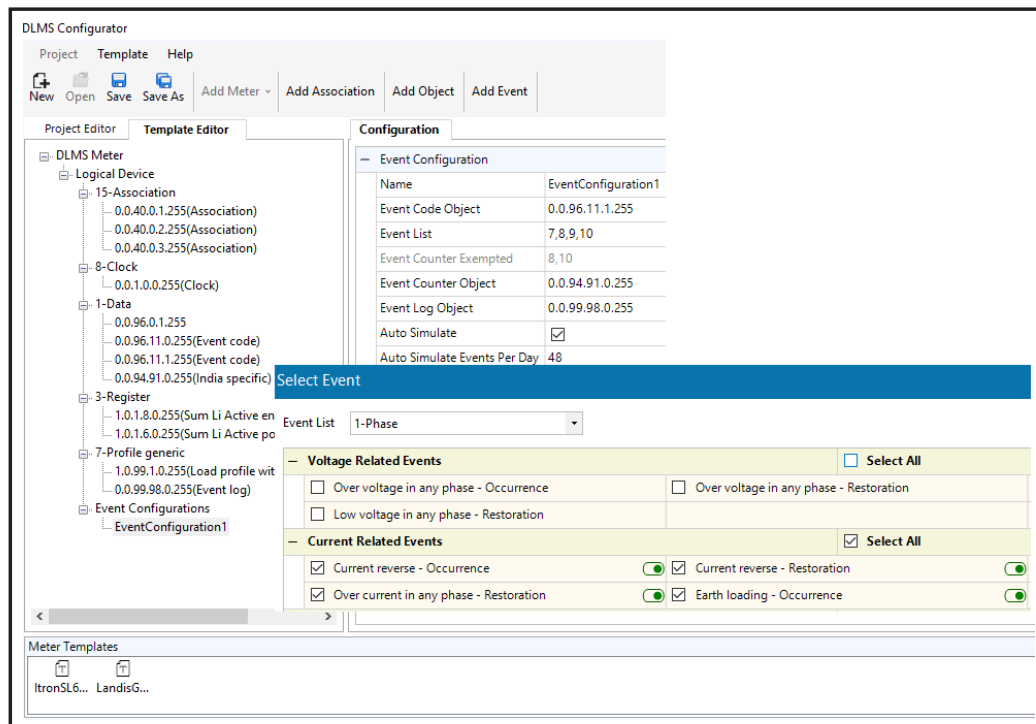 DLMS Configurator
Project Template Help
New Open Save Save As Add Meter Add Association Add Object Add Event
Project Editor Template Editor
DLMS Meter
Logical Device
15-Association
0.0.40.0.1.255(Association)
0.0.40.0.2.255(Association)
0.0.40.0.3.255(Association)
8-Clock
0.0.1.0.0.255(Clock)
1-Data
0.0.96.0.1.255
0.0.96.11.0.255(Event code)
0.0.96.11.1.255(Event code)
0.0.94.91.0.255(India specific)
3-Register
1.0.1.8.0.255(Sum Li Active en
1.0.1.6.0.255(Sum Li Active po
7-Profile generic
1.0.99.1.0.255(Load profile wit
0.0.99.98.0.255(Event log)
Event Configurations
EventConfiguration1
Configuration
Event Configuration
Name EventConfiguration1
Event Code Object 0.0.96.11.1.255
Event List 7,8,9,10
Event Counter Exempted 8,10
Event Counter Object 0.0.94.91.0.255
Event Log Object 0.0.99.98.0.255
Auto Simulate
Auto Simulate Events Per Day 48
Select Event
Event List 1-Phase
Voltage Related Events Select All
Over voltage in any phase - Occurrence Over voltage in any phase - Restoration
Low voltage in any phase - Restoration
Current Related Events Select All
Current reverse - Occurrence Current reverse - Restoration
Over current in any phase - Restoration Earth loading - Occurrence
Meter Templates
ItronSL6... LandisG...